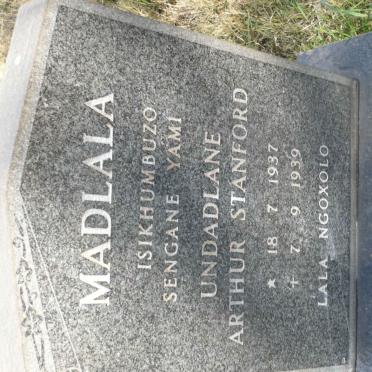 MADLALA
ISIKHUMBUZO
SENGANE YAMI
UNDADLANE
ARTHUR STANFORD
* 18 7 1937
+ 7 9 1939
LALA NGOXOLO